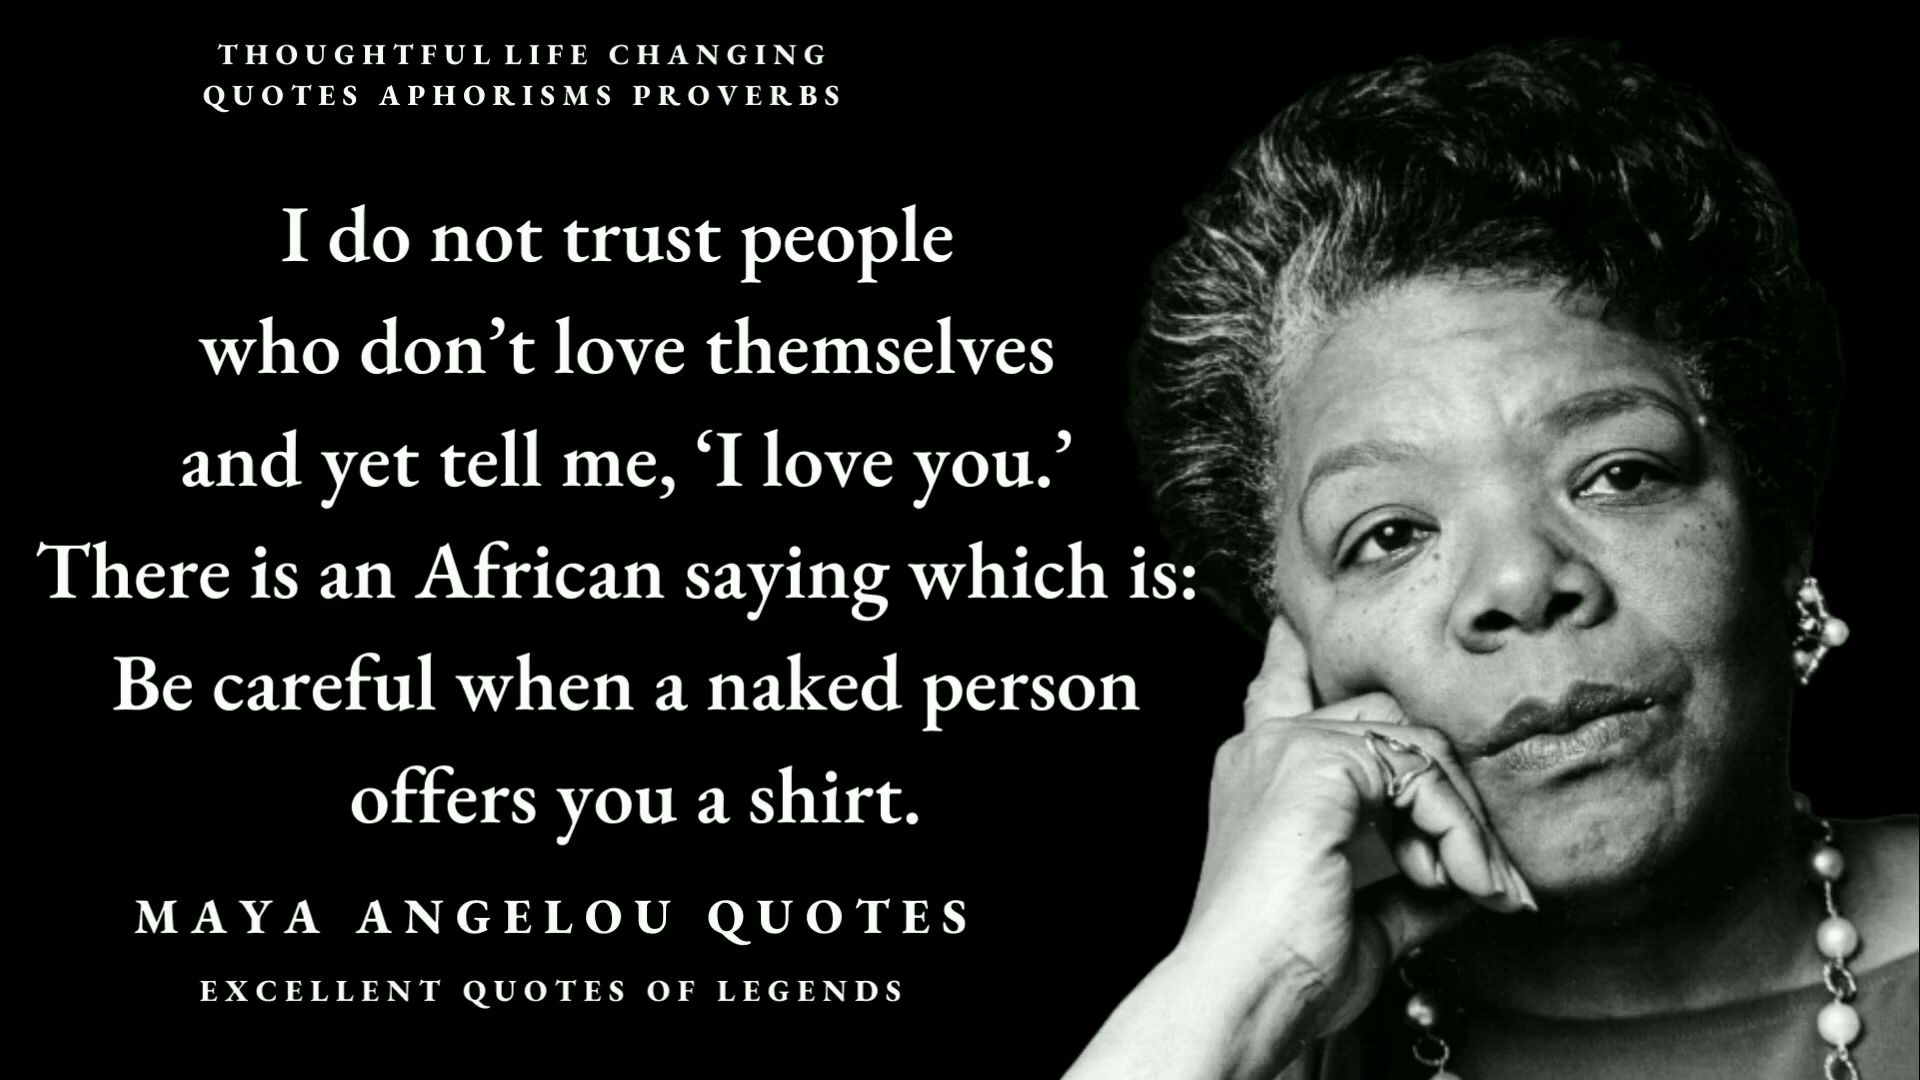 THOUGHTFUL LIFE CHANGING
QUOTES APHORISMS PROVERBS
I do not trust people
who don’t love themselves
and yet tell me, ‘I love you.’
There is an African saying which is:
Be careful when a naked person
offers you a shirt.
MAYA ANGELOU QUOTES
EXCELLENT QUOTES OF LEGENDS